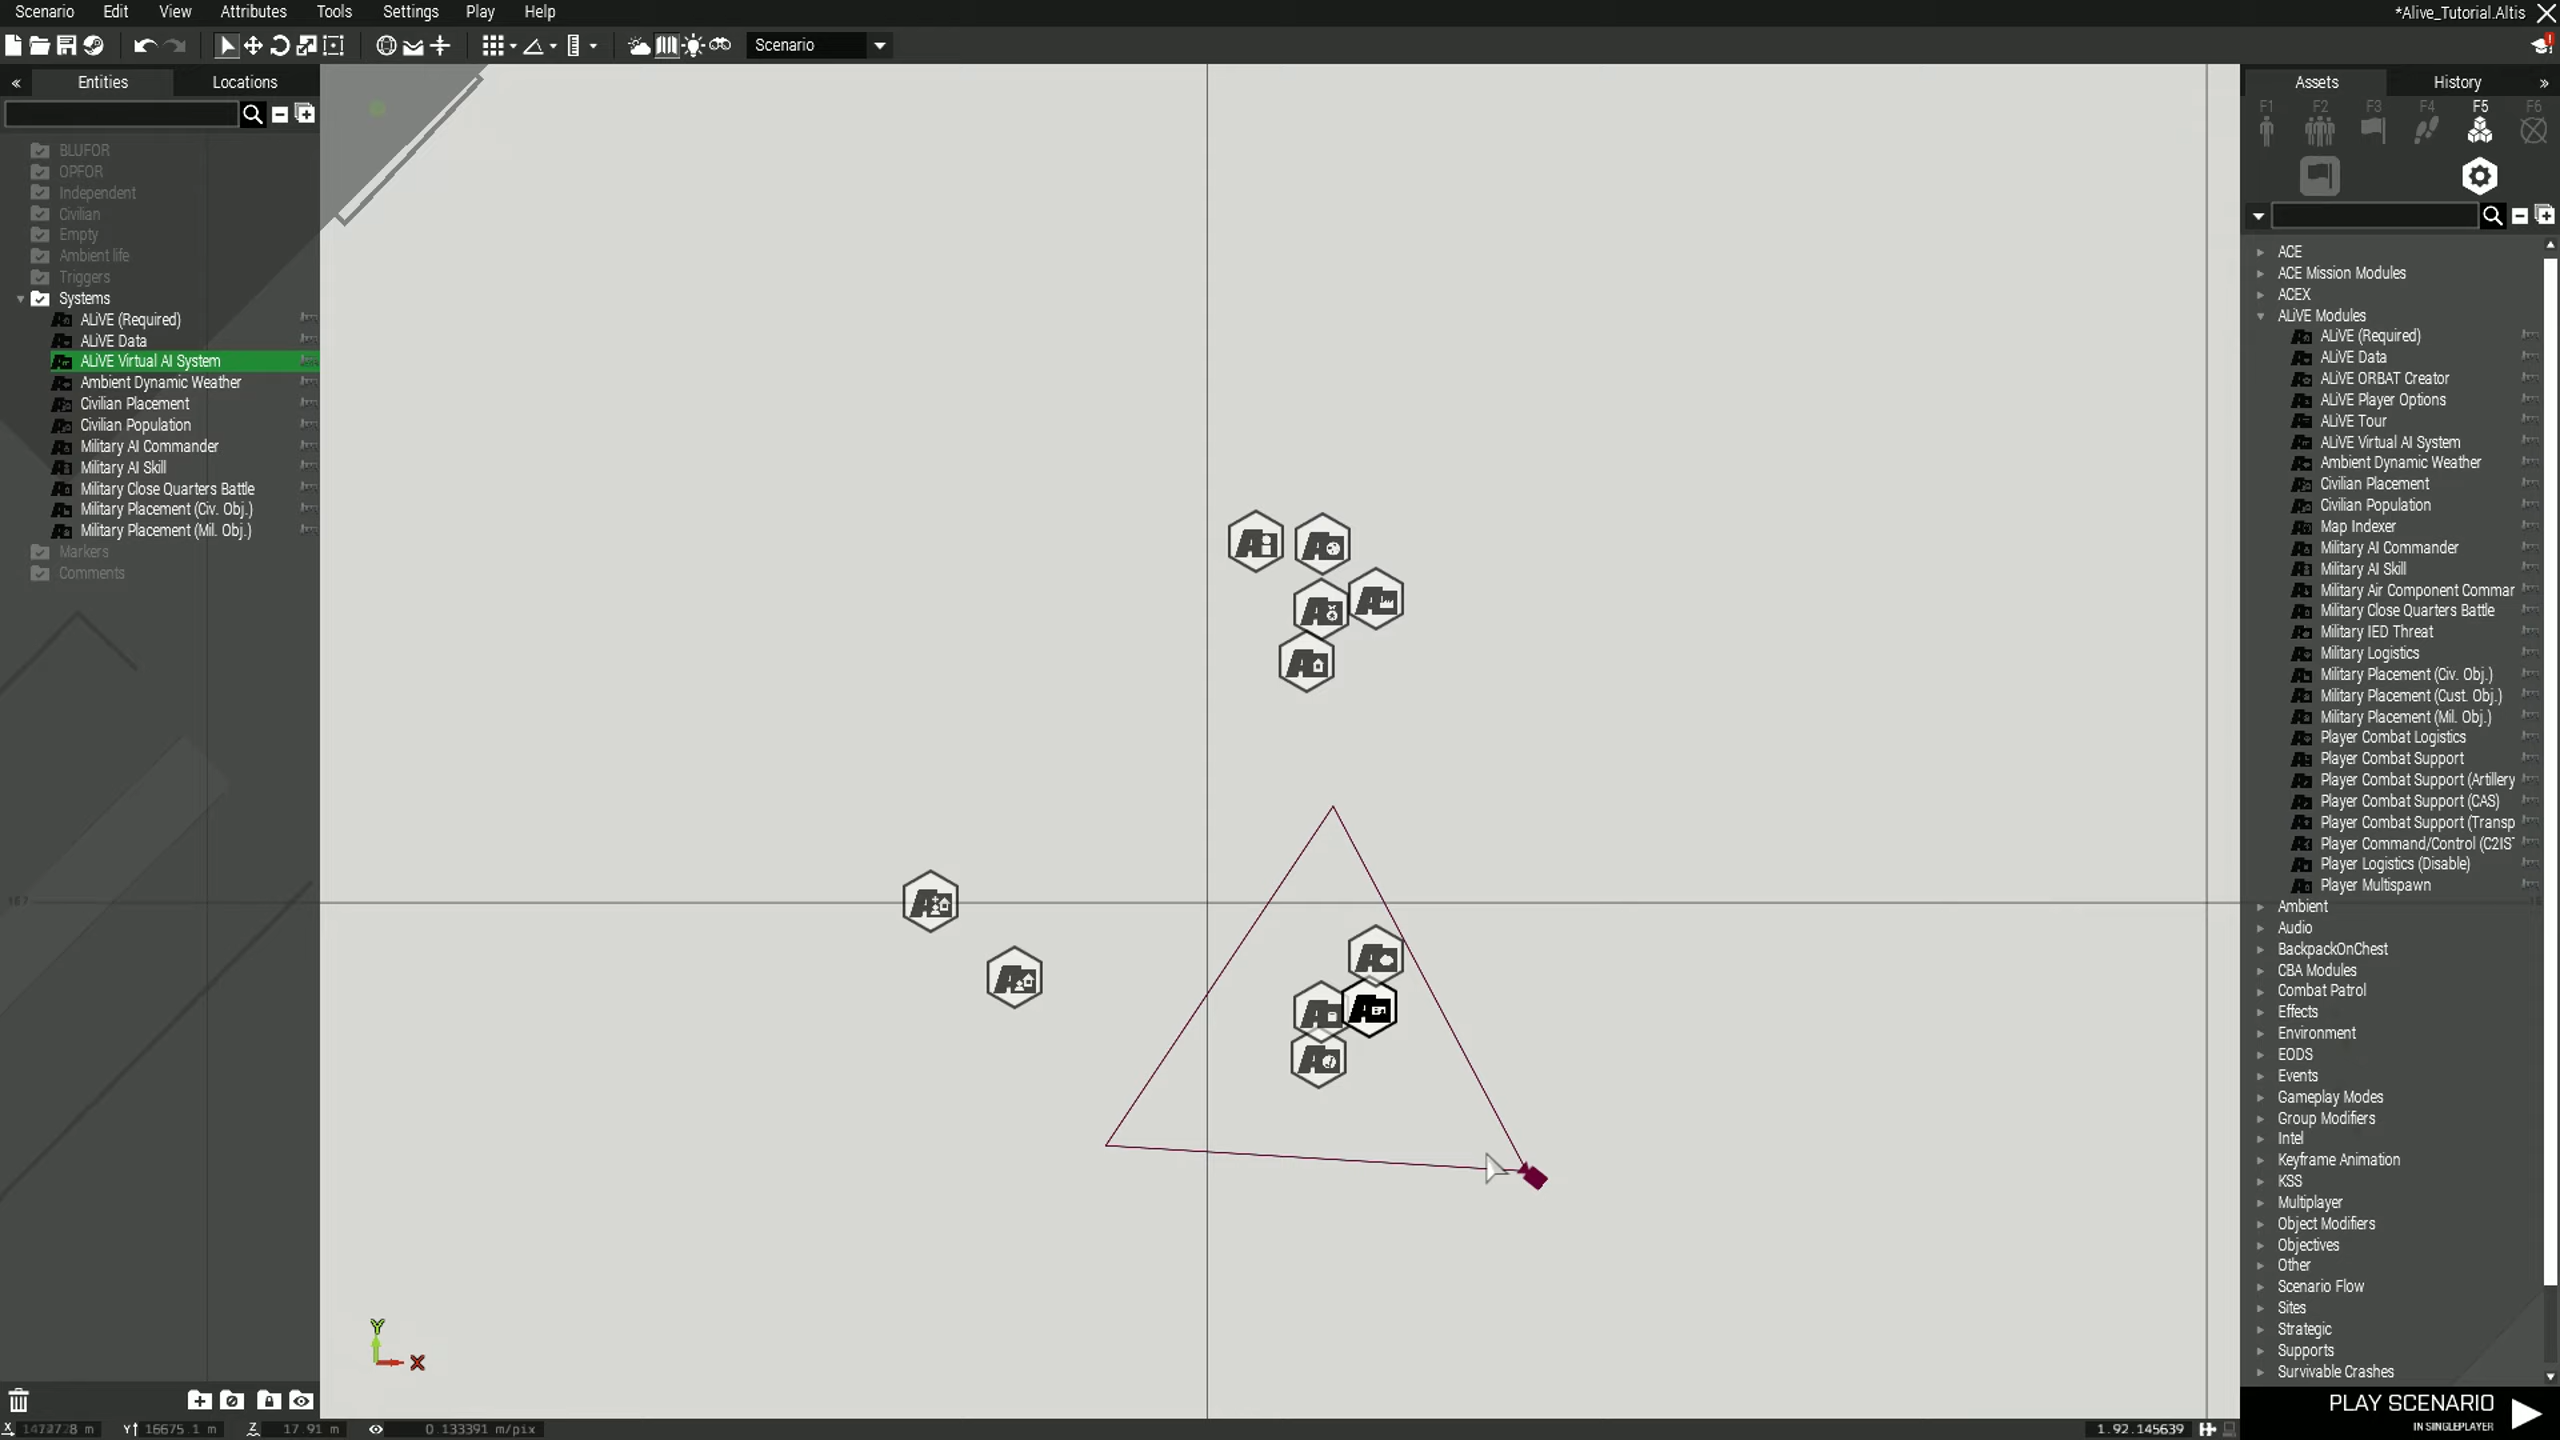 Scenario Edit View Attributes Tools Settings Play Help
*Alive_Tutorial.Altis
Scenario
Entities Locations
BLUFOR
OPFOR
Independent
Civilian
Empty
Ambient life
Triggers
Systems
ALiVE (Required)
ALiVE Data
ALiVE Virtual AI System
Ambient Dynamic Weather
Civilian Placement
Civilian Population
Military AI Commander
Military AI Skill
Military Close Quarters Battle
Military Placement (Civ. Obj.)
Military Placement (Mil. Obj.)
Markers
Comments
Y
X
Assets History
F1 F2 F3 F4 F5 F6
ACE
ACE Mission Modules
ACEX
ALiVE Modules
ALiVE (Required)
ALiVE Data
ALiVE ORBAT Creator
ALiVE Player Options
ALiVE Tour
ALiVE Virtual AI System
Ambient Dynamic Weather
Civilian Placement
Civilian Population
Map Indexer
Military AI Commander
Military AI Skill
Military Air Component Commar
Military Close Quarters Battle
Military IED Threat
Military Logistics
Military Placement (Civ. Obj.)
Military Placement (Cust. Obj.)
Military Placement (Mil. Obj.)
Player Combat Logistics
Player Combat Support
Player Combat Support (Artillery
Player Combat Support (CAS)
Player Combat Support (Transp
Player Command/Control (C2IS
Player Logistics (Disable)
Player Multispawn
Ambient
Audio
BackpackOnChest
CBA Modules
Combat Patrol
Effects
Environment
EODS
Events
Gameplay Modes
Group Modifiers
Intel
Keyframe Animation
KSS
Multiplayer
Object Modifiers
Objectives
Other
Scenario Flow
Sites
Strategic
Supports
Survivable Crashes
PLAY SCENARIO
IN SINGLEPLAYER
X Y 16675.1 m Z 17.91 m 0.133391 m/pix
1.92.145639